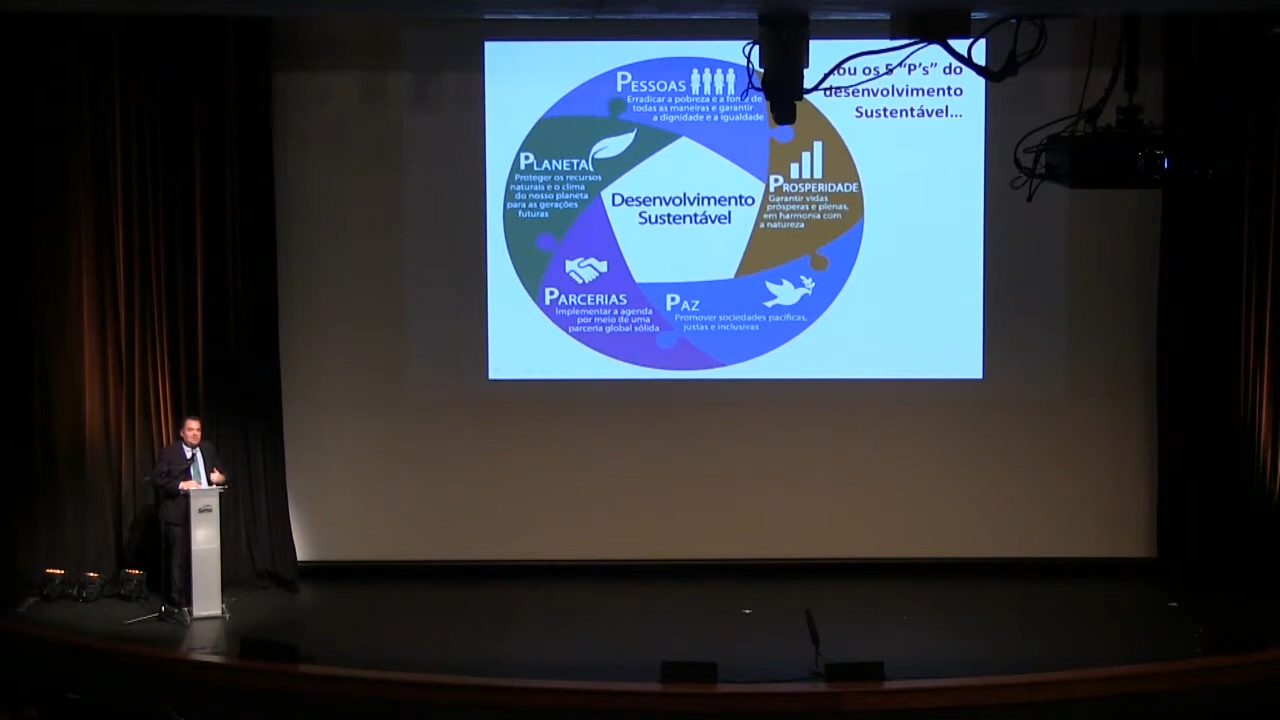 ...ou os 5 “P’s” do
desenvolvimento
Sustentável...
PESSOAS
Erradicar a pobreza e a fome de
todas as maneiras e garantir
a dignidade e a igualdade
PLANETA
Proteger os recursos
naturais e o clima
do nosso planeta
para as gerações
futuras
PROSPERIDADE
Garantir vidas
prósperas e plenas,
em harmonia com
a natureza
Desenvolvimento
Sustentável
PARCERIAS
Implementar a agenda
por meio de uma
parceria global sólida
PAZ
Promover sociedades pacíficas,
justas e inclusivas